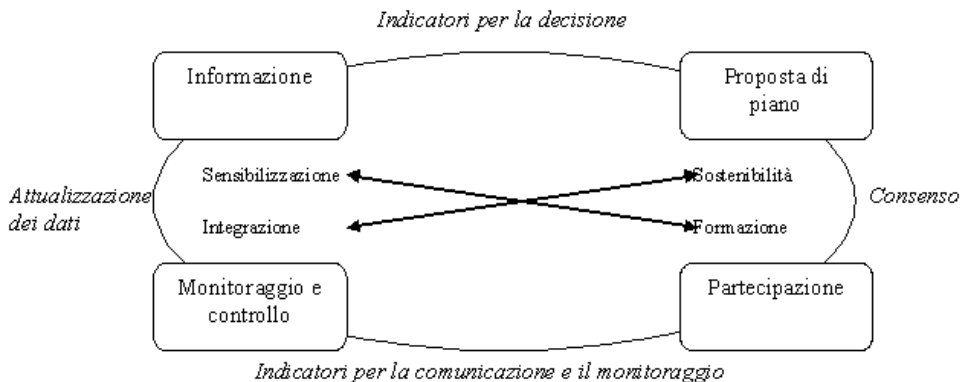 Indicatori per la decisione
Informazione
Proposta di
piano
Sensibilizzazione
Sostenibilità
Attualizzazione
dei dati
Consenso
Integrazione
Formazione
Monitoraggio e
controllo
Partecipazione
Indicatori per la comunicazione e il monitoraggio